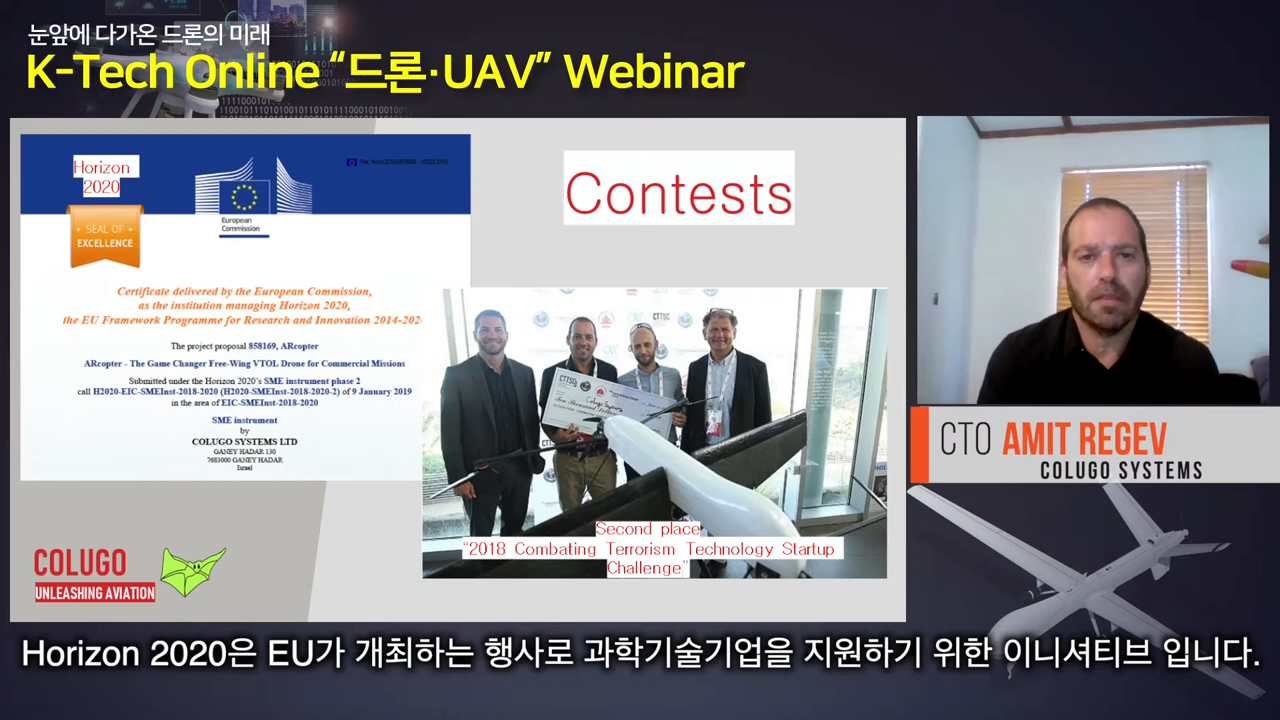 눈앞에 다가온 드론의 미래
K-Tech Online “드론·UAV” Webinar
Horizon
2020
European
Commission
• SEAL OF •
EXCELLENCE
Certificate delivered by the European Commission,
as the institution managing Horizon 2020,
the EU Framework Programme for Research and Innovation 2014-202
The project proposal 858169, ARcopter
ARcopter - The Game Changer Free-Wing VTOL Drone for Commercial Missions
Submitted under the Horizon 2020's SME instrument phase 2
call H2020-EIC-SMEInst-2018-2020 (H2020-SMEInst-2018-2020-2) of 9 January 2019
in the area of EIC-SMEInst-2018-2020
SME instrument
by
COLUGO SYSTEMS LTD
GANEY HADAR 130
7683000 GANEY HADAR
Israel
Contests
CTTSC
Colugo Systems
Second place
“2018 Combating Terrorism Technology Startup
Challenge”
COLUGO
UNLEASHING AVIATION
CTO AMIT REGEV
COLUGO SYSTEMS
Horizon 2020은 EU가 개최하는 행사로 과학기술기업을 지원하기 위한 이니셔티브 입니다.